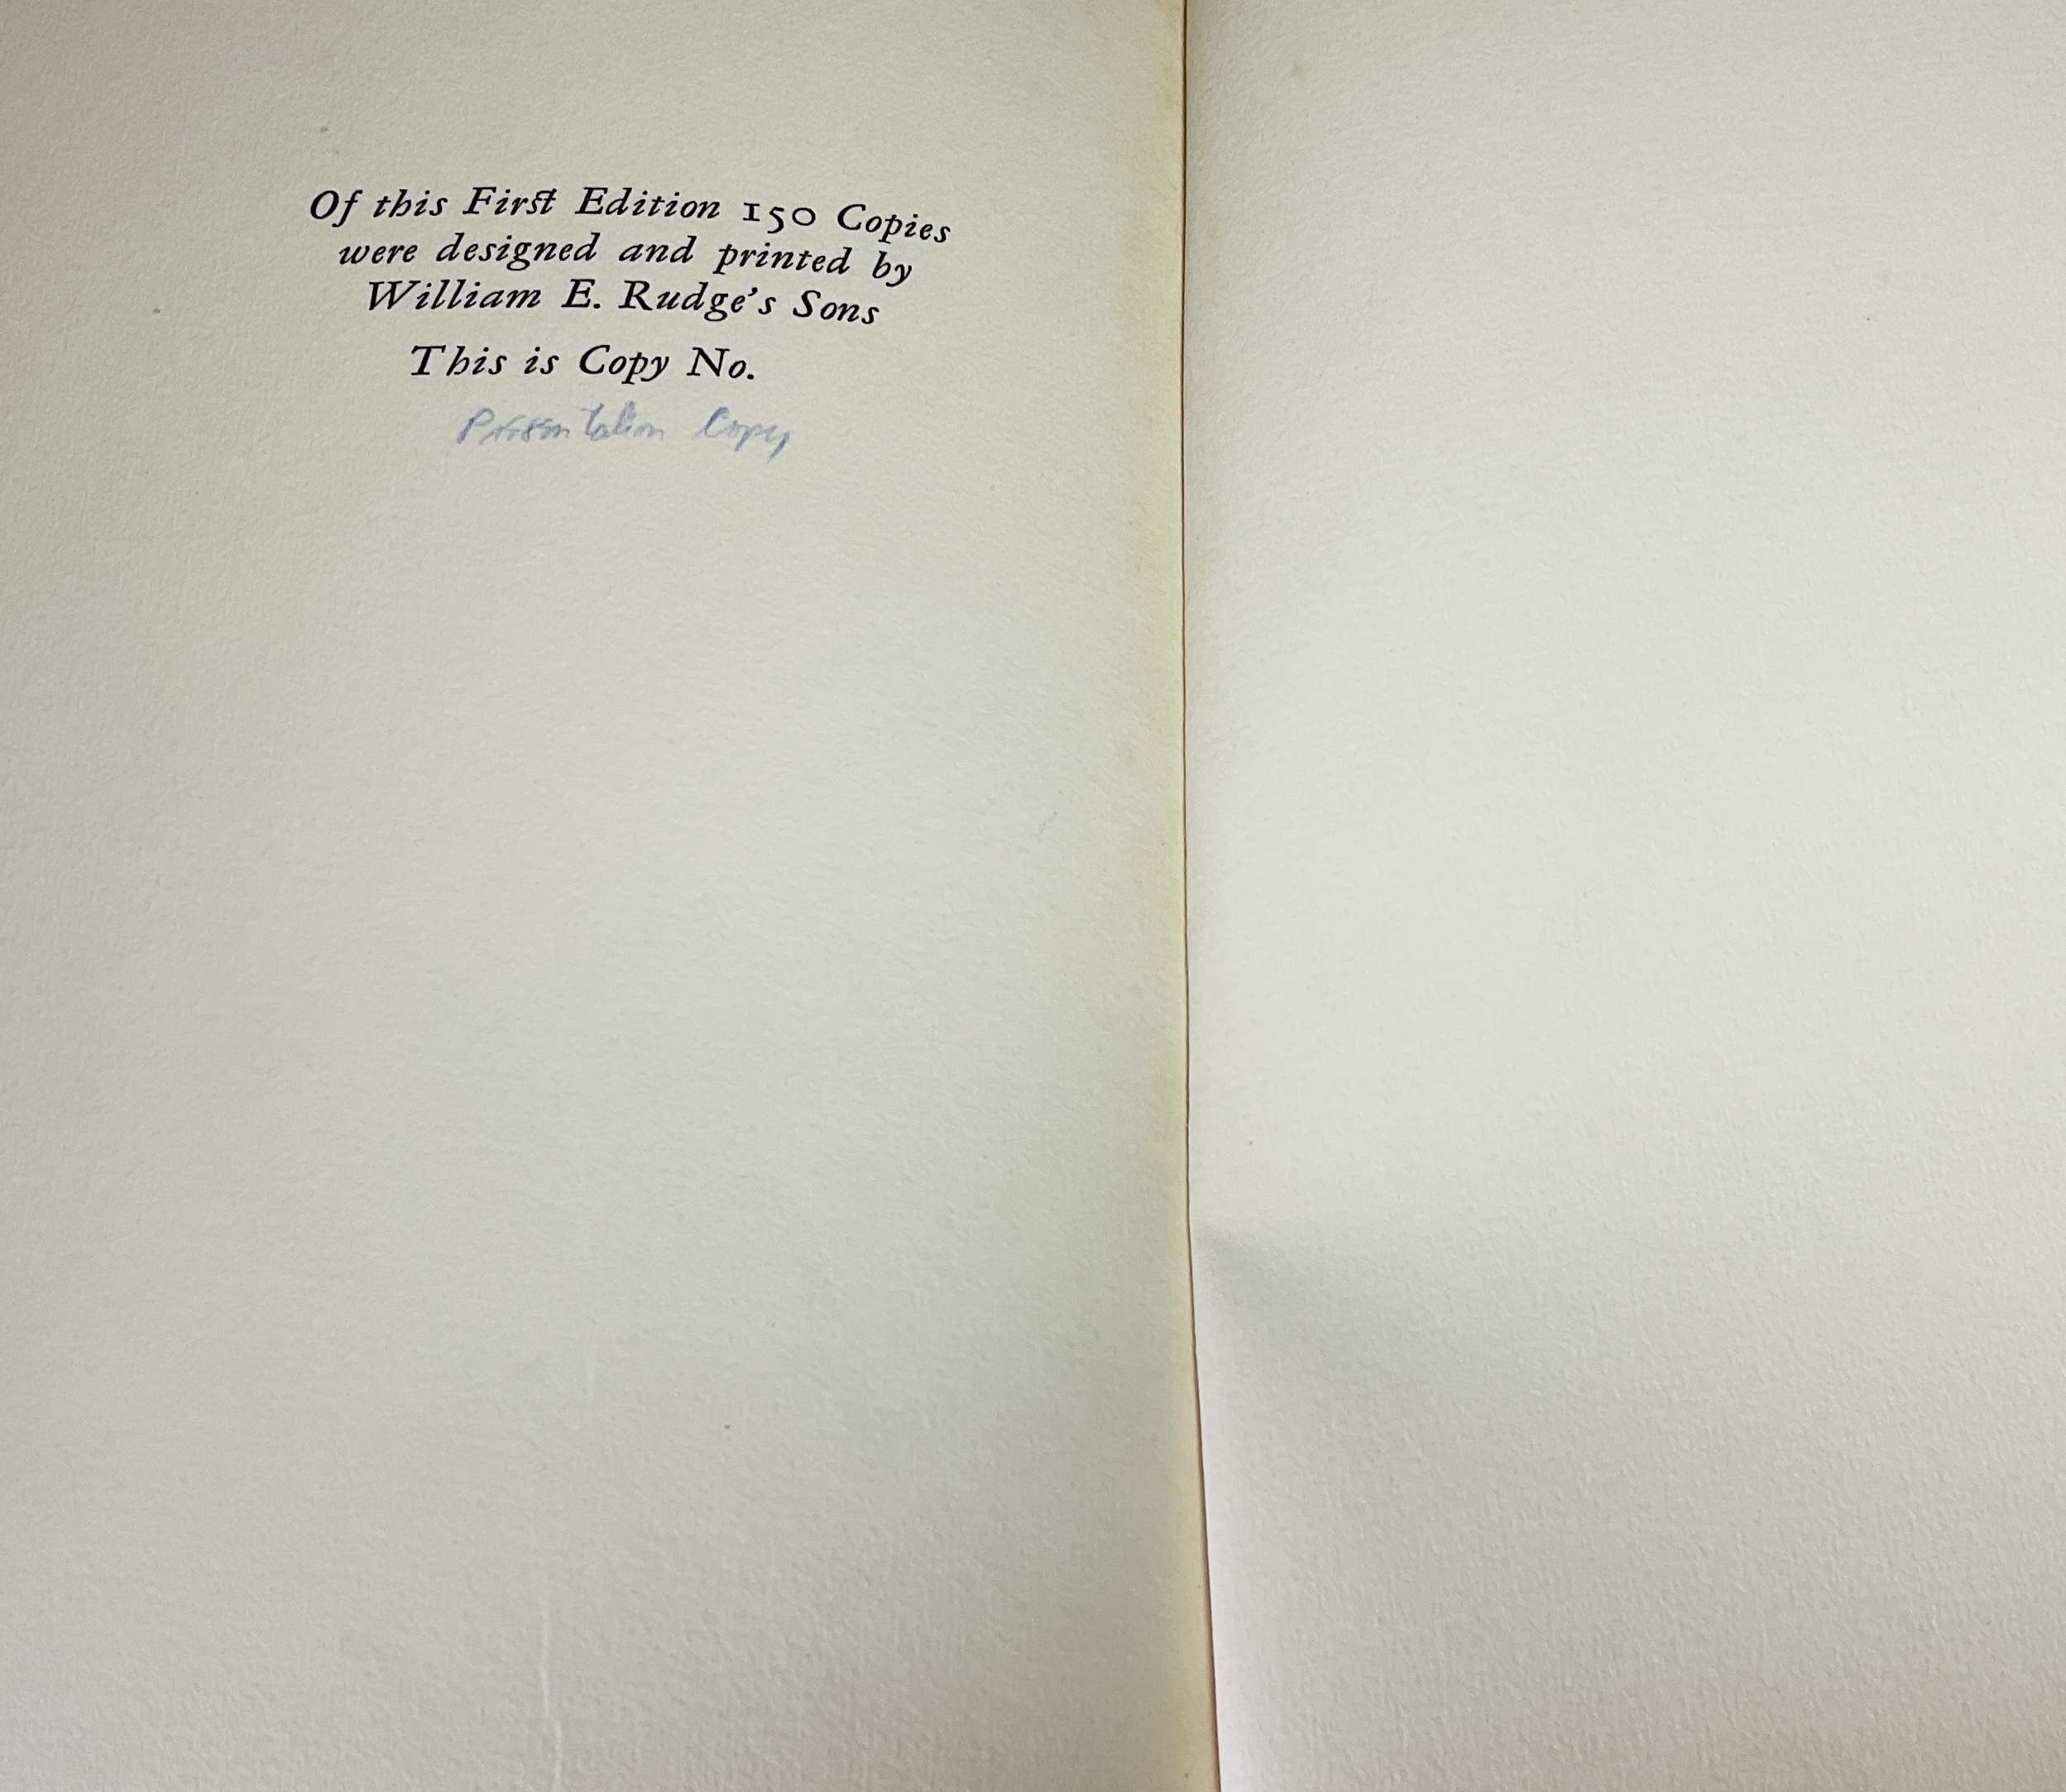 Of this First Edition 150 Copies
were designed and printed by
William E. Rudge's Sons
This is Copy No.
Presentation Copy